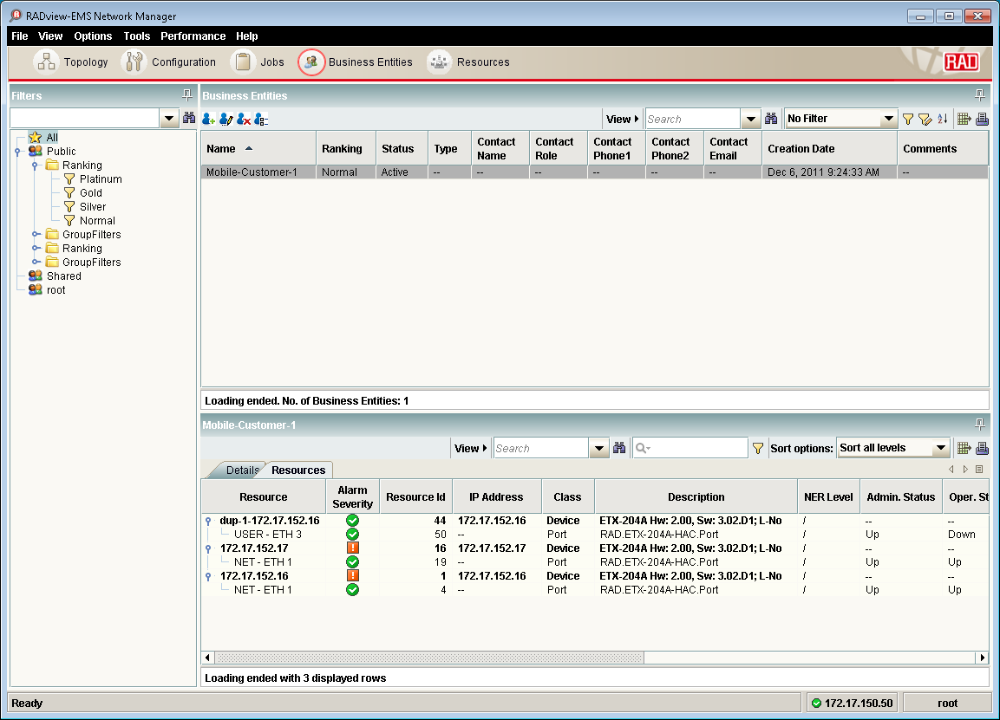 RADview-EMS Network Manager
File View Options Tools Performance Help
Topology Configuration Jobs Business Entities Resources RAD
Filters
All
Public
Ranking
Platinum
Gold
Silver
Normal
GroupFilters
Ranking
GroupFilters
Shared
root
Business Entities
View Search No Filter
Name Ranking Status Type Contact Name Contact Role Contact Phone1 Contact Phone2 Contact Email Creation Date Comments
Mobile-Customer-1 Normal Active -- -- -- -- -- -- Dec 6, 2011 9:24:33 AM --
Loading ended. No. of Business Entities: 1
Mobile-Customer-1
View Search Sort options: Sort all levels
Details Resources
Resource Alarm Severity Resource Id IP Address Class Description NER Level Admin. Status Oper. St
dup-1-172.17.152.16 44 172.17.152.16 Device ETX-204A Hw: 2.00, Sw: 3.02.D1; L-No / -- --
USER - ETH 3 50 -- Port RAD.ETX-204A-HAC.Port / Up Down
172.17.152.17 16 172.17.152.17 Device ETX-204A Hw: 2.00, Sw: 3.02.D1; L-No / -- --
NET - ETH 1 19 -- Port RAD.ETX-204A-HAC.Port / Up Up
172.17.152.16 1 172.17.152.16 Device ETX-204A Hw: 2.00, Sw: 3.02.D1; L-No / -- --
NET - ETH 1 4 -- Port RAD.ETX-204A-HAC.Port / Up Up
Loading ended with 3 displayed rows
Ready 172.17.150.50 root